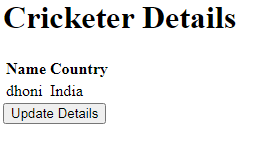 Cricketer Details
Name Country
dhoni India
Update Details